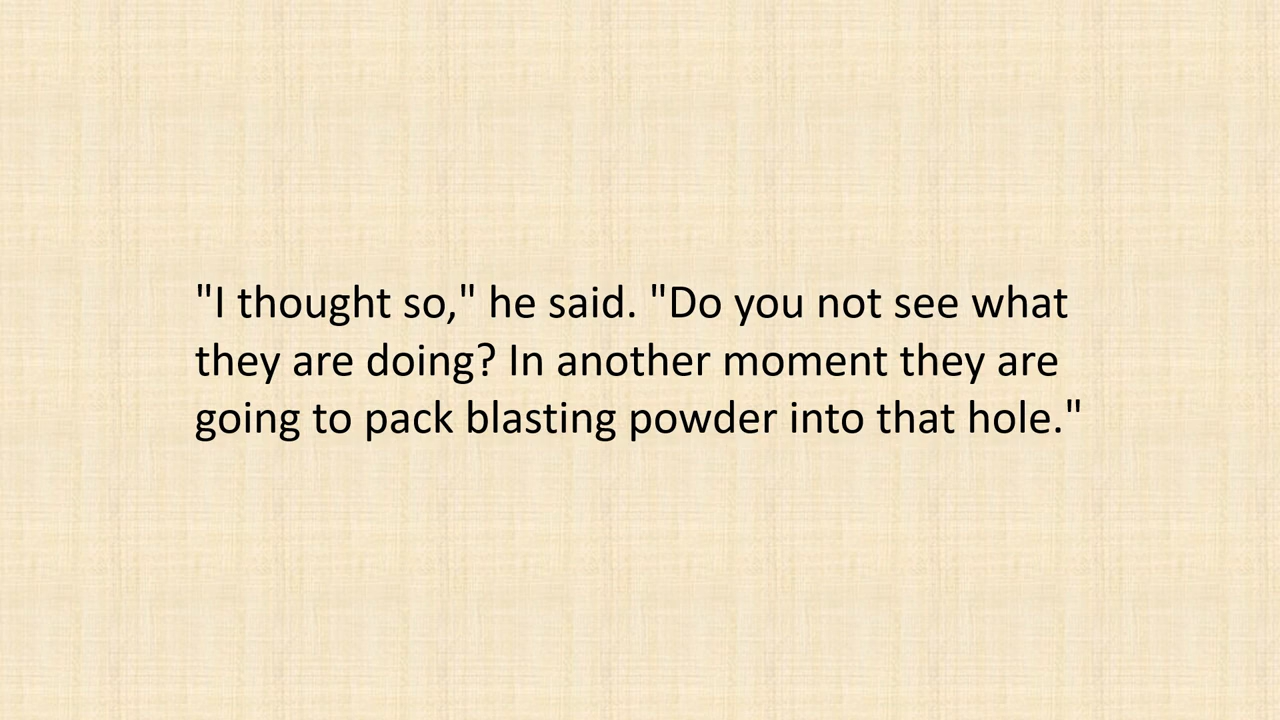 "I thought so," he said. "Do you not see what
they are doing? In another moment they are
going to pack blasting powder into that hole."